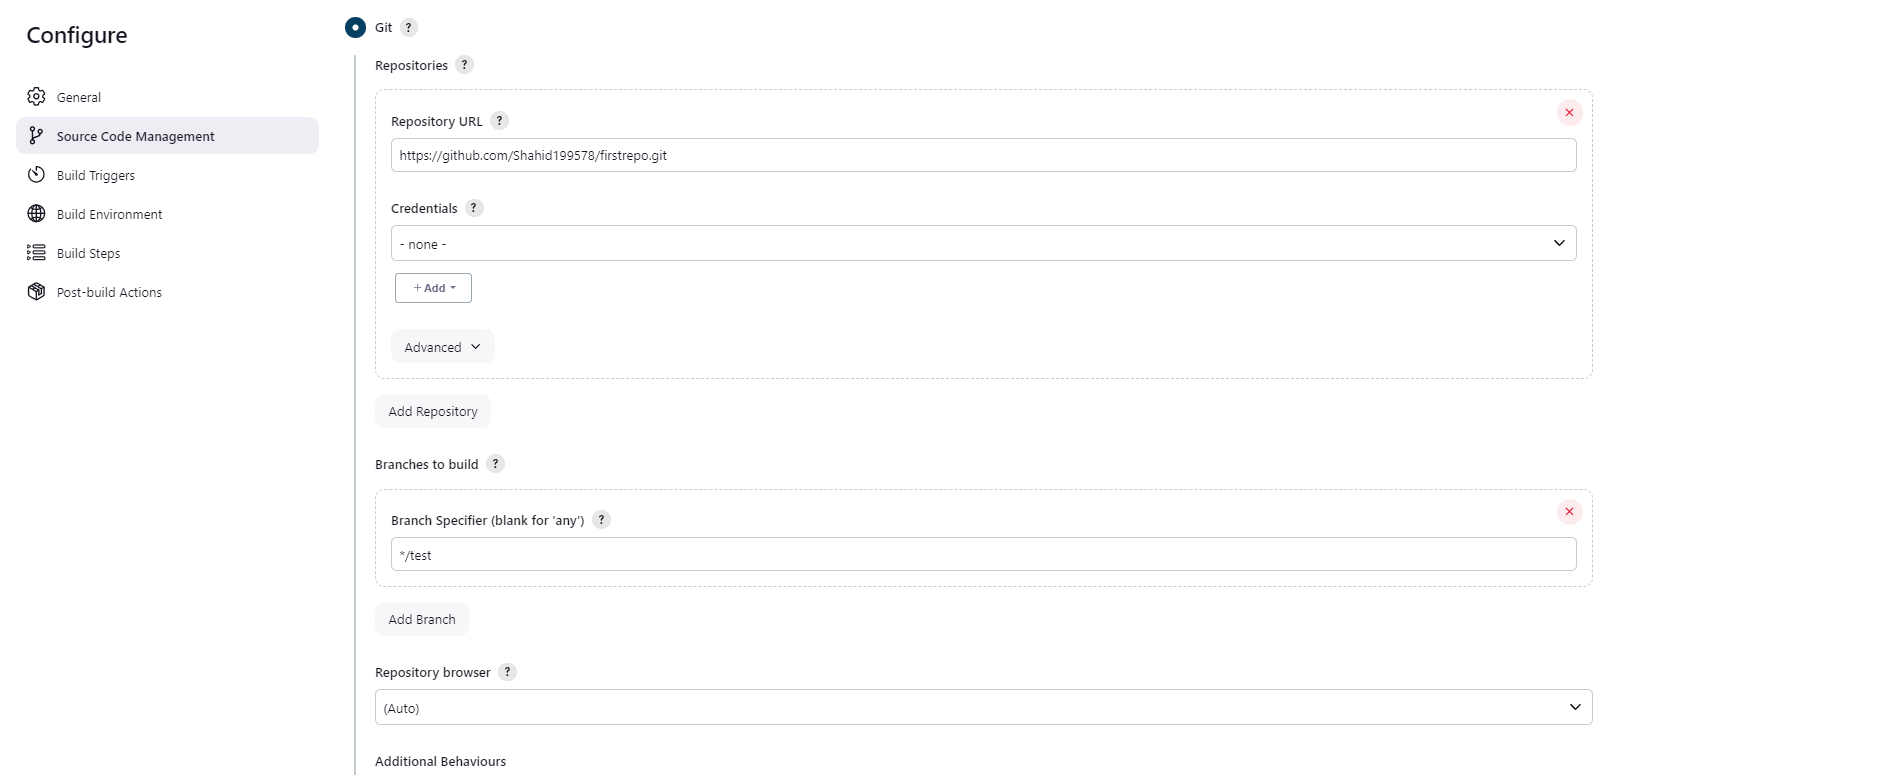 Configure
General
Source Code Management
Build Triggers
Build Environment
Build Steps
Post-build Actions
Git ?
Repositories ?
Repository URL ?
https://github.com/Shahid199578/firstrepo.git
Credentials ?
- none -
+ Add
Advanced
Add Repository
Branches to build ?
Branch Specifier (blank for 'any') ?
*/test
Add Branch
Repository browser ?
(Auto)
Additional Behaviours